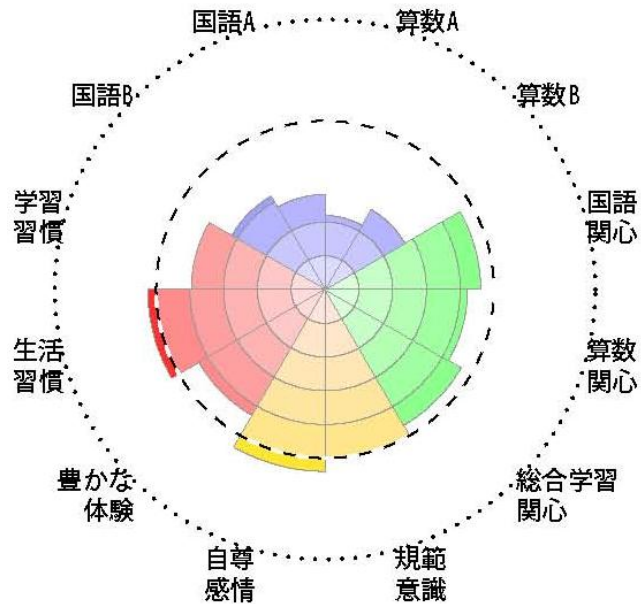 国語A
算数A
国語B
算数B
学習
習慣
国語
関心
生活
習慣
算数
関心
豊かな
体験
総合学習
関心
自尊
感情
規範
意識